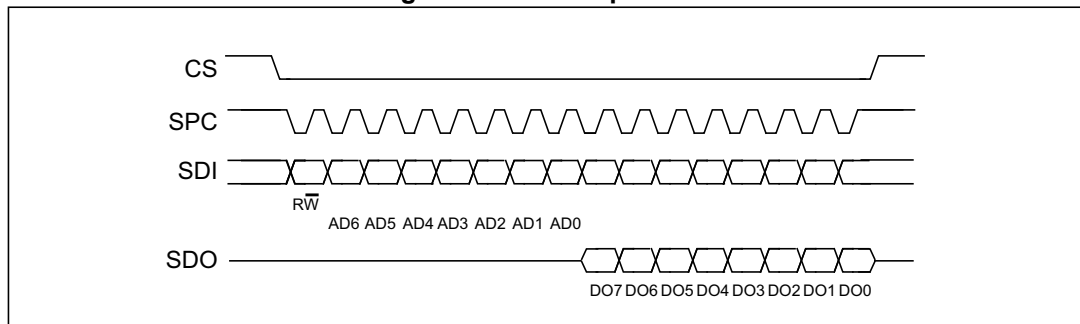 CS
SPC
SDI
RW̅
AD6 AD5 AD4 AD3 AD2 AD1 AD0
SDO
DO7 DO6 DO5 DO4 DO3 DO2 DO1 DO0